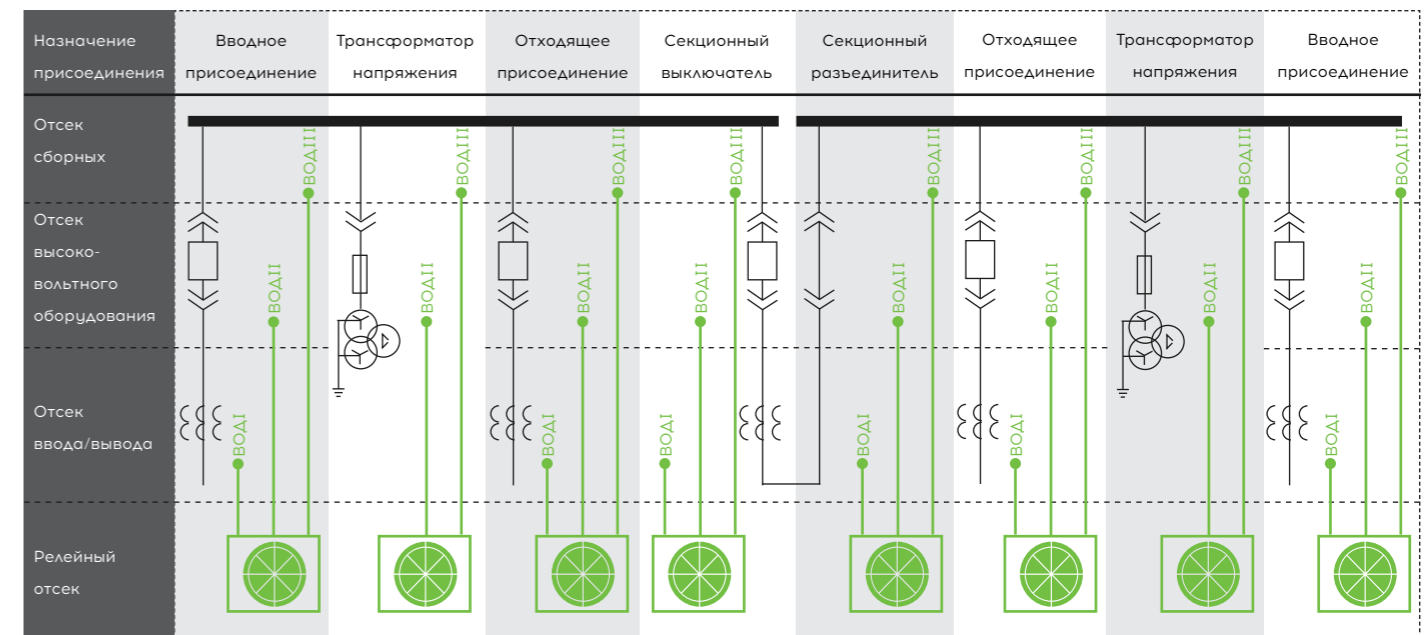 Назначение
присоединения
Вводное
присоединение
Трансформатор
напряжения
Отходящее
присоединение
Секционный
выключатель
Секционный
разъединитель
Отходящее
присоединение
Трансформатор
напряжения
Вводное
присоединение
Отсек
сборных
ВОДIII
ВОДIII
ВОДIII
ВОДIII
ВОДIII
ВОДIII
ВОДIII
ВОДIII
Отсек
высоко-
вольтного
оборудования
ВОДII
ВОДII
ВОДII
ВОДII
ВОДII
ВОДII
ВОДII
ВОДII
Отсек
ввода/вывода
ВОДI
ВОДI
ВОДI
ВОДI
ВОДI
ВОДI
Релейный
отсек